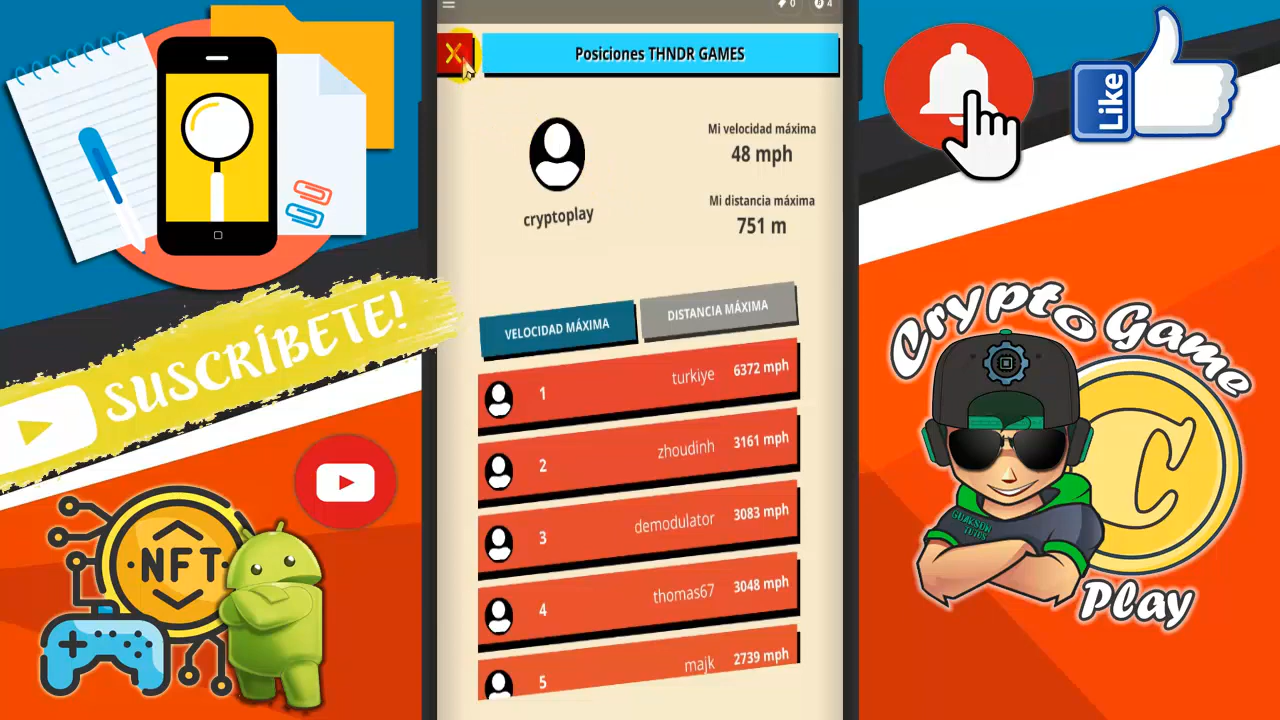 0
4
X
Posiciones THNDR GAMES
Mi velocidad máxima
48 mph
Mi distancia máxima
751 m
cryptoplay
VELOCIDAD MÁXIMA
DISTANCIA MÁXIMA
1 turkiye 6372 mph
2 zhoudinh 3161 mph
3 demodulator 3083 mph
4 thomas67 3048 mph
5 majk 2739 mph
SUSCRÍBETE!
NFT
Like
Crypto Game
C
Play